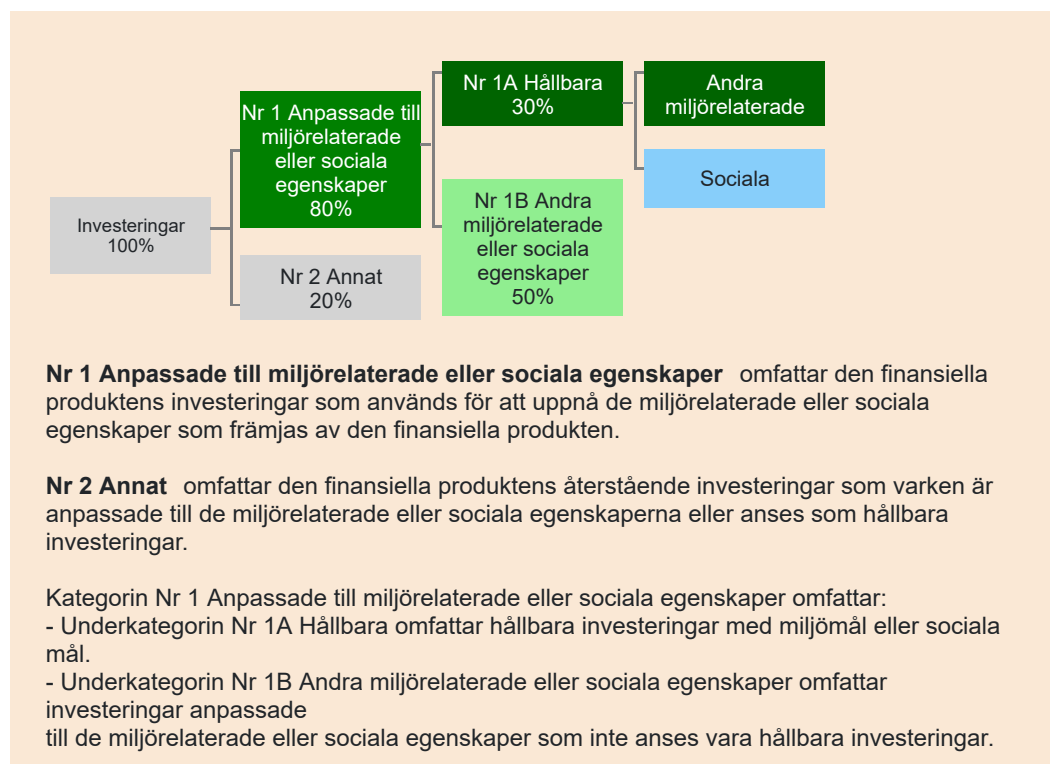 Investeringar
100%
Nr 1 Anpassade till
miljörelaterade
eller sociala
egenskaper
80%
Nr 2 Annat
20%
Nr 1A Hållbara
30%
Nr 1B Andra
miljörelaterade
eller sociala
egenskaper
50%
Andra
miljörelaterade
Sociala
Nr 1 Anpassade till miljörelaterade eller sociala egenskaper omfattar den finansiella
produktens investeringar som används för att uppnå de miljörelaterade eller sociala
egenskaper som främjas av den finansiella produkten.
Nr 2 Annat omfattar den finansiella produktens återstående investeringar som varken är
anpassade till de miljörelaterade eller sociala egenskaperna eller anses som hållbara
investeringar.
Kategorin Nr 1 Anpassade till miljörelaterade eller sociala egenskaper omfattar:
- Underkategorin Nr 1A Hållbara omfattar hållbara investeringar med miljömål eller sociala
mål.
- Underkategorin Nr 1B Andra miljörelaterade eller sociala egenskaper omfattar
investeringar anpassade
till de miljörelaterade eller sociala egenskaper som inte anses vara hållbara investeringar.